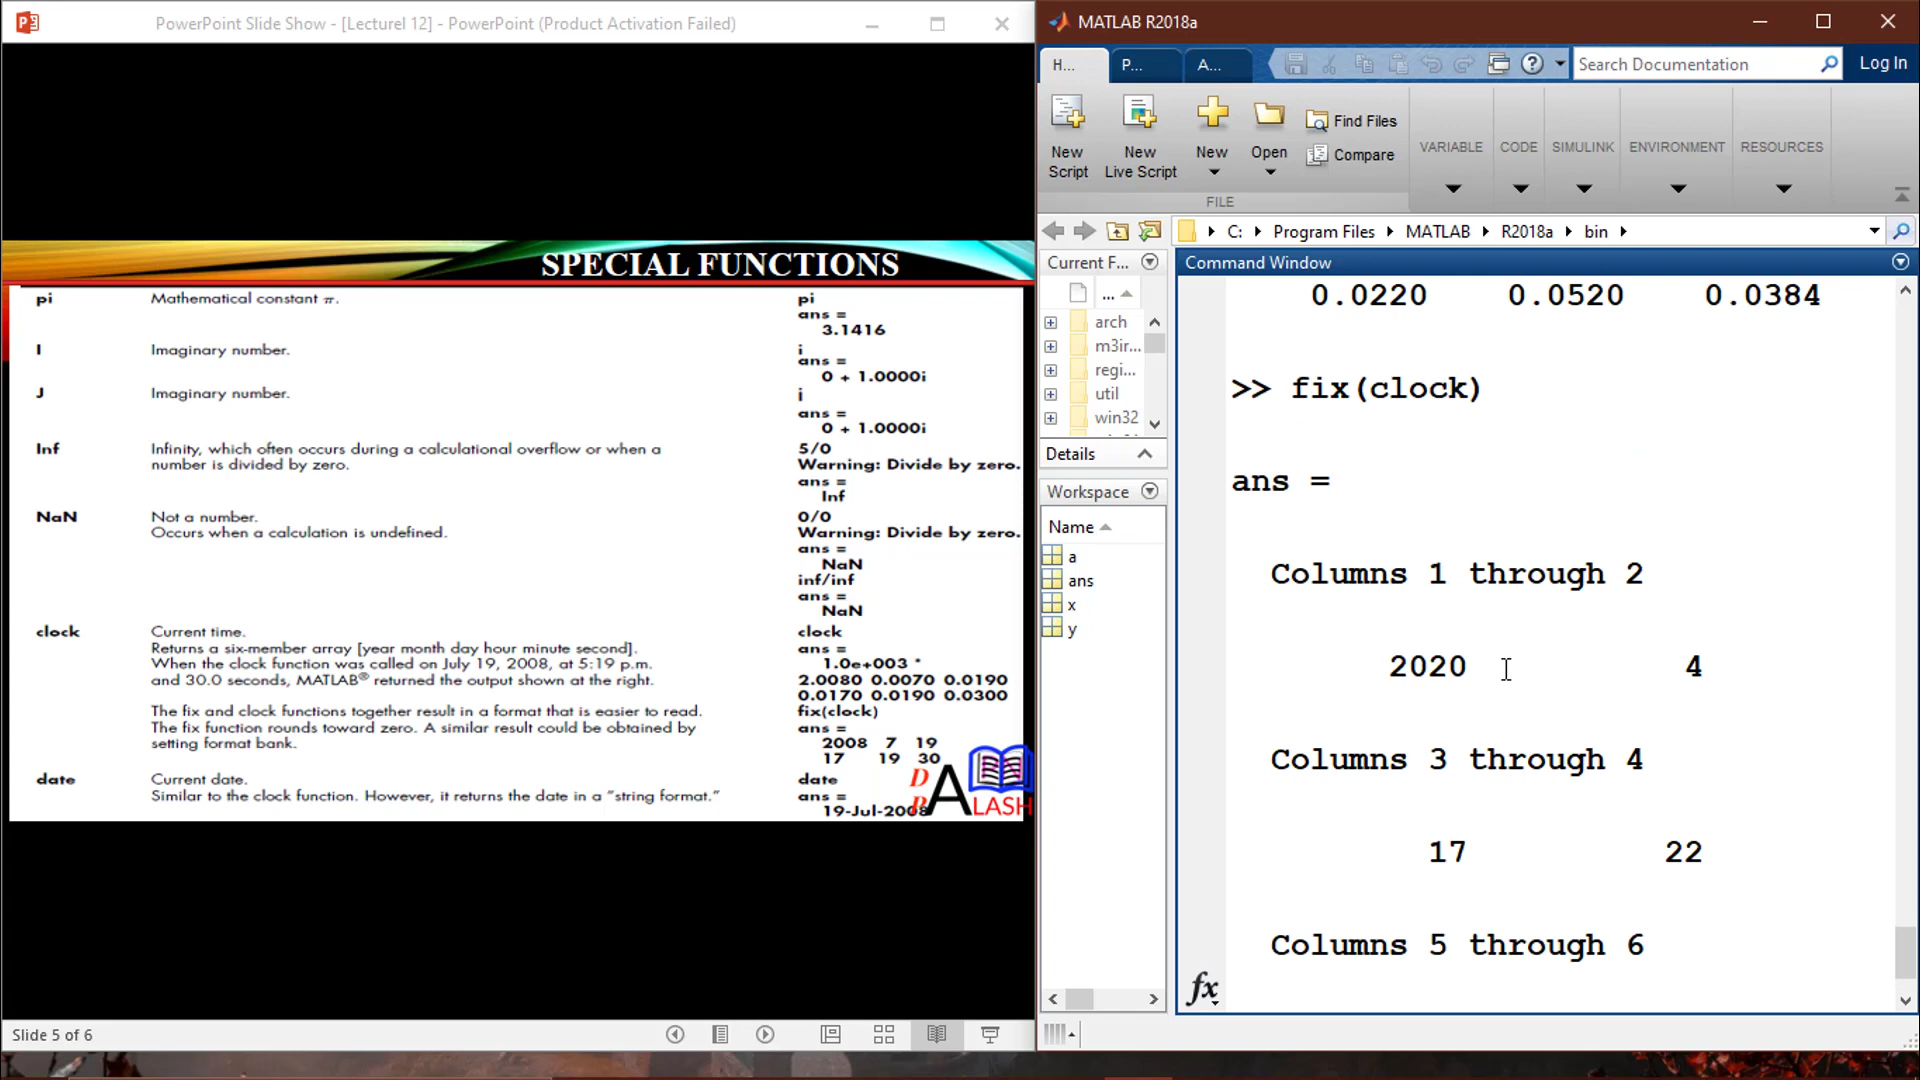 PowerPoint Slide Show - [Lecturel 12] - PowerPoint (Product Activation Failed)
SPECIAL FUNCTIONS
pi Mathematical constant π. pi
ans =
3.1416
I Imaginary number. i
ans =
0 + 1.0000i
J Imaginary number. j
ans =
0 + 1.0000i
Inf Infinity, which often occurs during a calculational overflow or when a 5/0
number is divided by zero. Warning: Divide by zero.
ans =
Inf
NaN Not a number. 0/0
Occurs when a calculation is undefined. Warning: Divide by zero.
ans =
NaN
inf/inf
ans =
NaN
clock Current time. clock
Returns a six-member array [year month day hour minute second]. ans =
When the clock function was called on July 19, 2008, at 5:19 p.m. 1.0e+003 *
and 30.0 seconds, MATLAB® returned the output shown at the right. 2.0080 0.0070 0.0190
0.0170 0.0190 0.0300
The fix and clock functions together result in a format that is easier to read. fix(clock)
The fix function rounds toward zero. A similar result could be obtained by ans =
setting format bank. 2008 7 19
17 19 30
date Current date. date
Similar to the clock function. However, it returns the date in a "string format." ans =
19-Jul-2008
DR
ALASH
Slide 5 of 6
MATLAB R2018a
H... P... A... Search Documentation Log In
New Script
New Live Script
New
Open
Find Files
Compare
VARIABLE CODE SIMULINK ENVIRONMENT RESOURCES
FILE
C: Program Files MATLAB R2018a bin
Current F...
...
arch
m3ir...
regi...
util
win32
Details
Workspace
Name
a
ans
x
y
Command Window
0.0220 0.0520 0.0384
>> fix(clock)
ans =
Columns 1 through 2
2020 4
Columns 3 through 4
17 22
Columns 5 through 6
fx